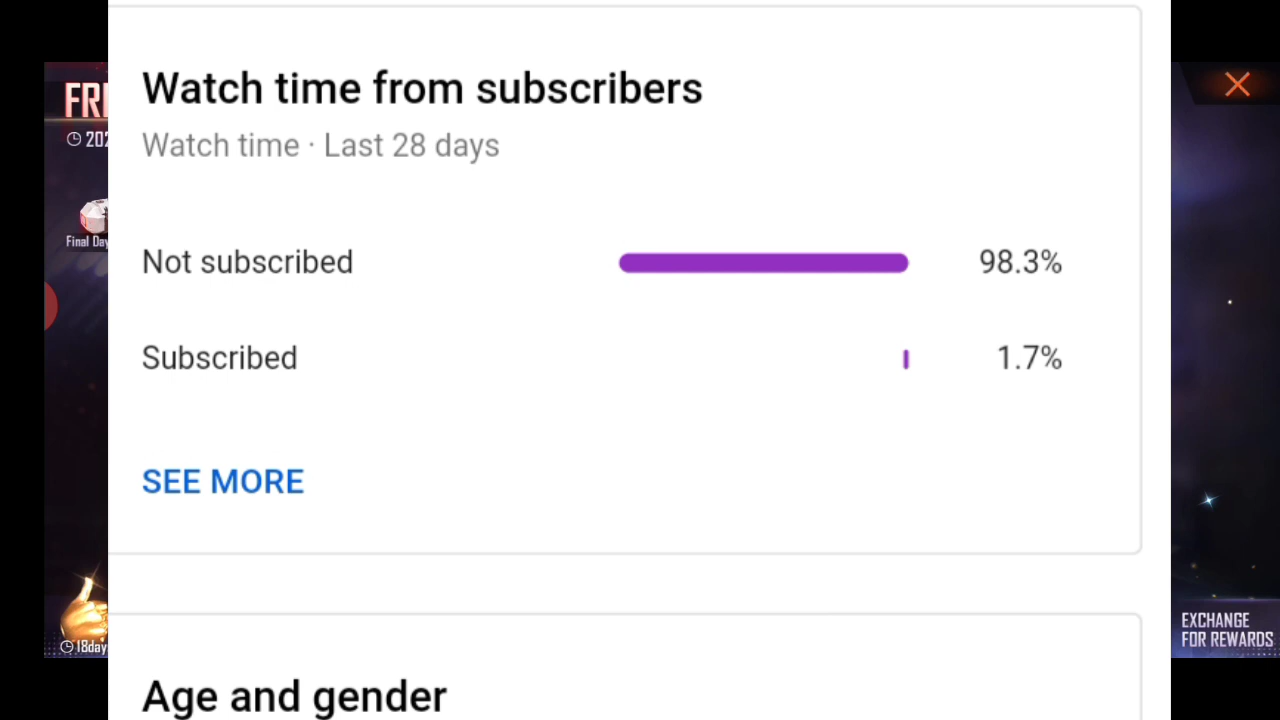 Watch time from subscribers
Watch time · Last 28 days
Not subscribed 98.3%
Subscribed 1.7%
SEE MORE
Age and gender
Final Day
18day
EXCHANGE
FOR REWARDS